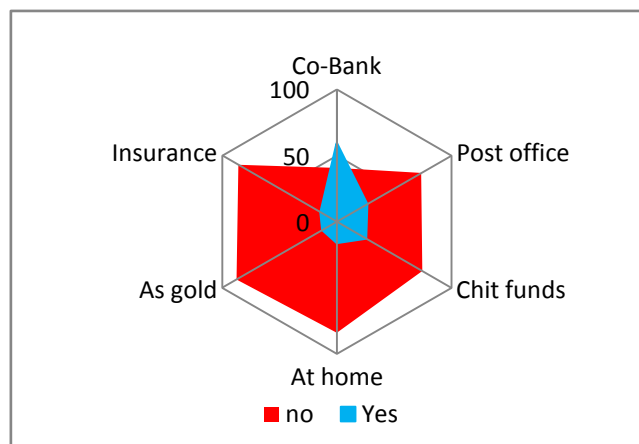 Co-Bank
100
Insurance
50
Post office
0
As gold
Chit funds
At home
no Yes